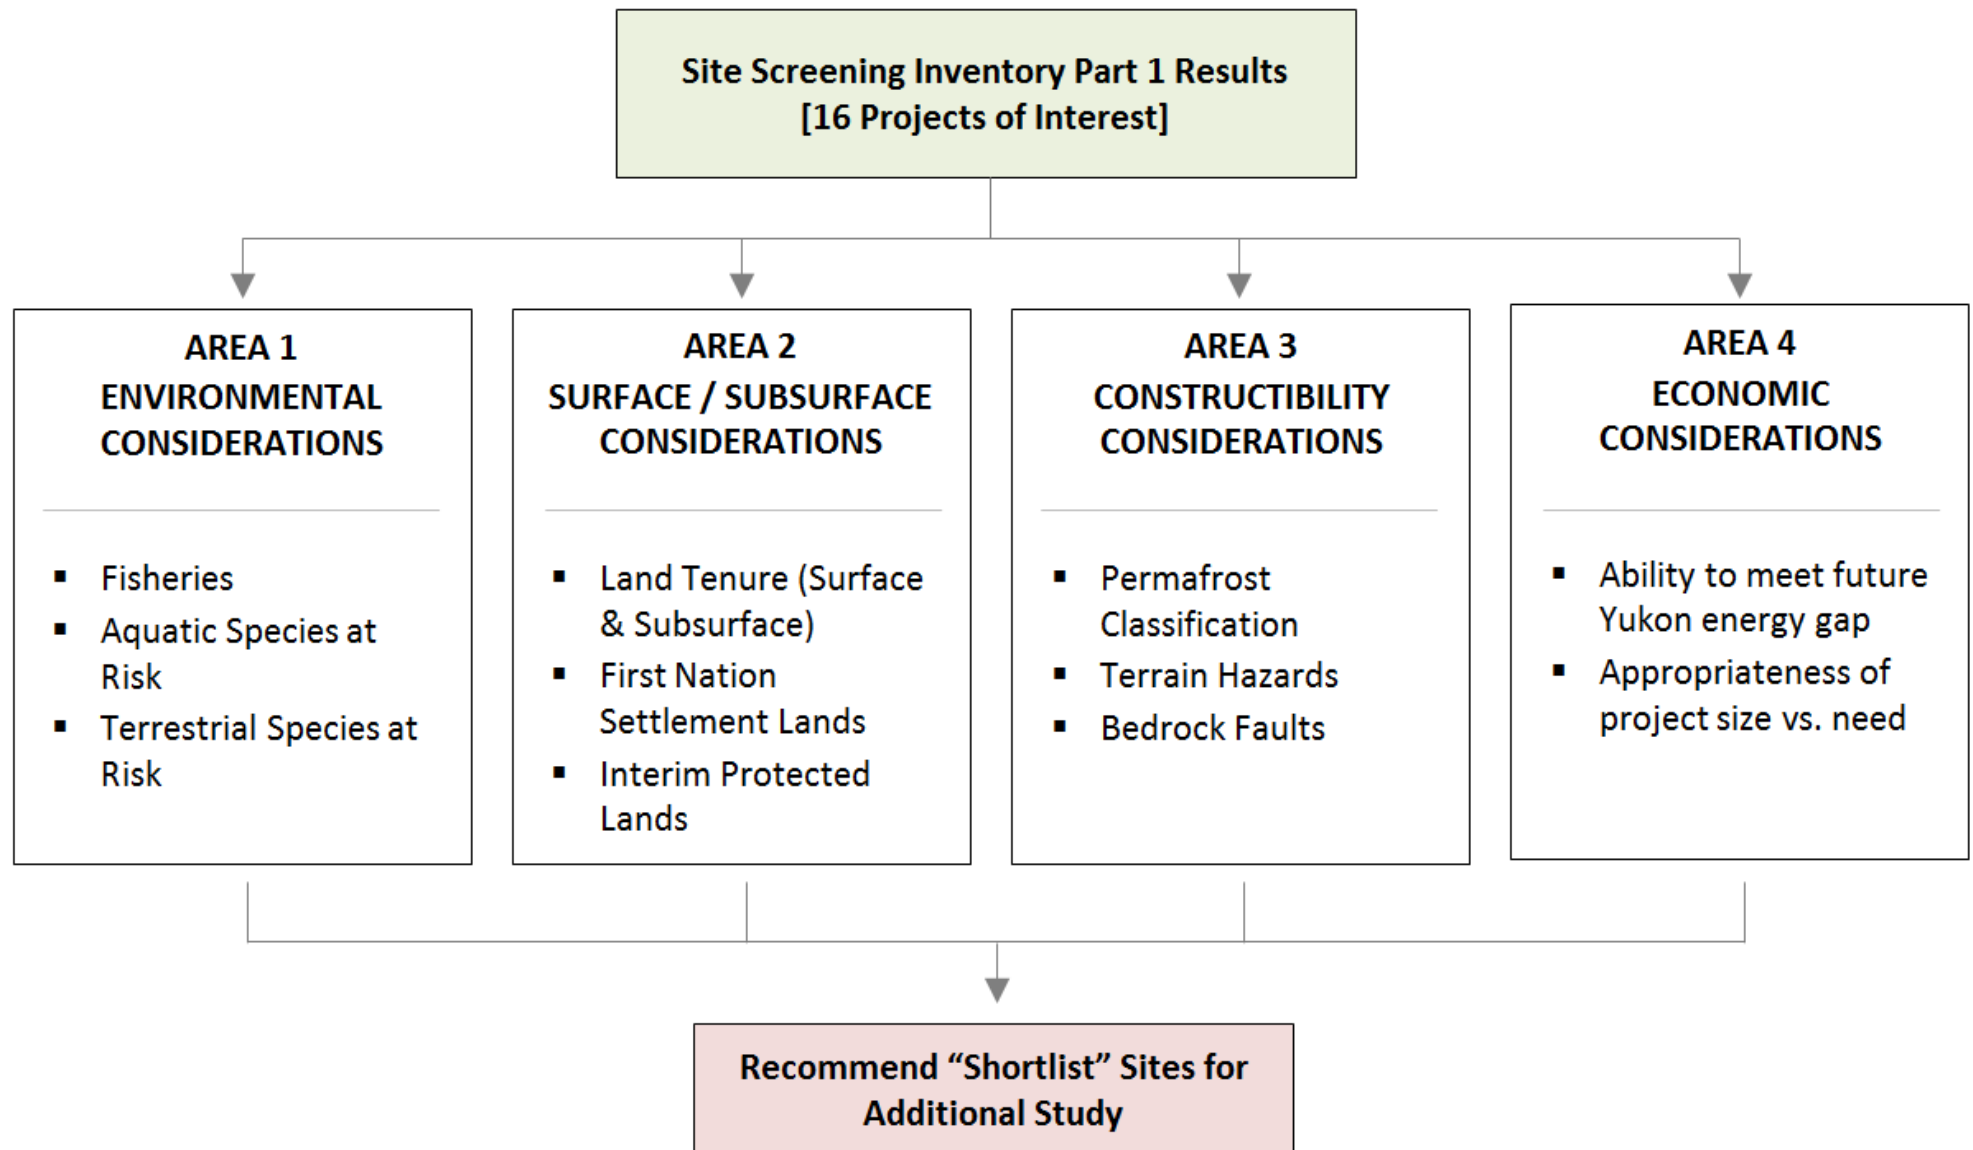 Site Screening Inventory Part 1 Results
[16 Projects of Interest]
AREA 1
ENVIRONMENTAL
CONSIDERATIONS
▪ Fisheries
▪ Aquatic Species at
Risk
▪ Terrestrial Species at
Risk
AREA 2
SURFACE / SUBSURFACE
CONSIDERATIONS
▪ Land Tenure (Surface
& Subsurface)
▪ First Nation
Settlement Lands
▪ Interim Protected
Lands
AREA 3
CONSTRUCTIBILITY
CONSIDERATIONS
▪ Permafrost
Classification
▪ Terrain Hazards
▪ Bedrock Faults
AREA 4
ECONOMIC
CONSIDERATIONS
▪ Ability to meet future
Yukon energy gap
▪ Appropriateness of
project size vs. need
Recommend “Shortlist” Sites for
Additional Study